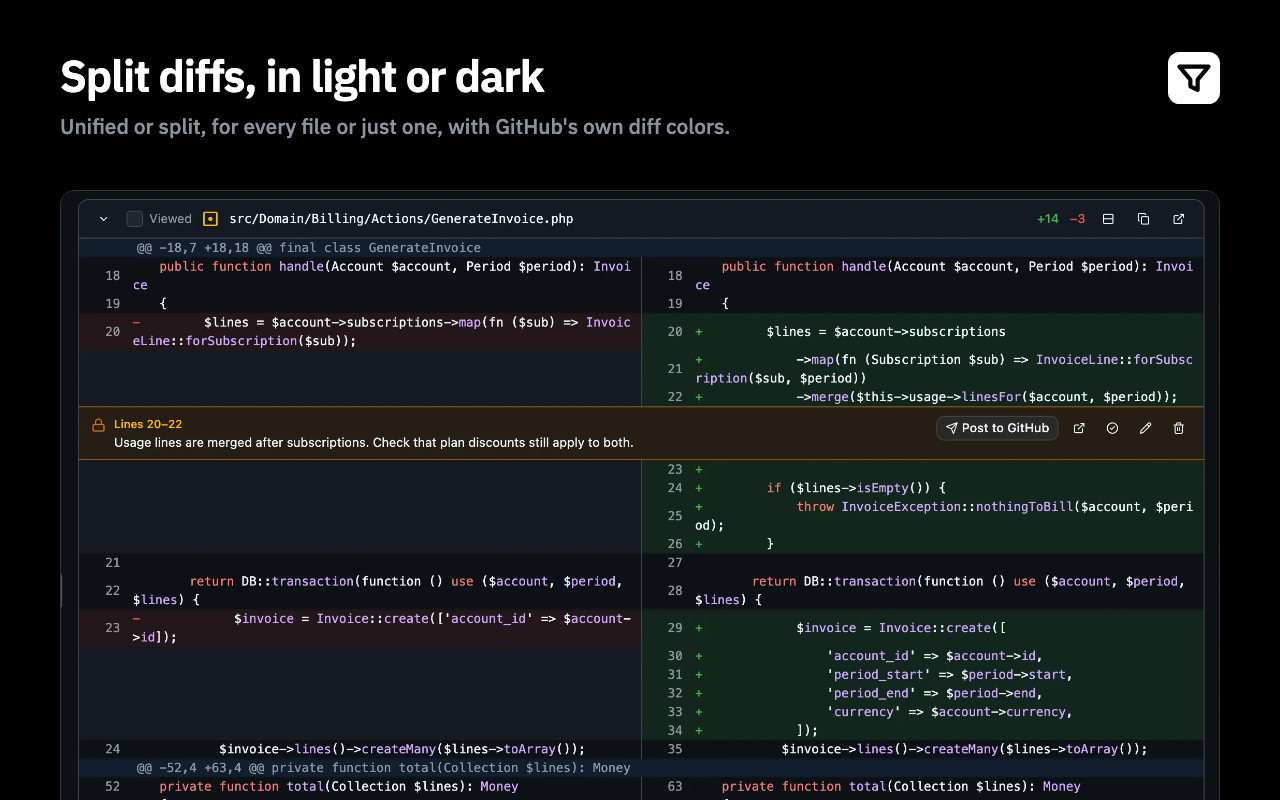 Split diffs, in light or dark
Unified or split, for every file or just one, with GitHub's own diff colors.
Viewed src/Domain/Billing/Actions/GenerateInvoice.php +14 −3
@@ −18,7 +18,18 @@ final class GenerateInvoice
18 public function handle(Account $account, Period $period): Invoi
ce
19 {
20 − $lines = $account->subscriptions->map(fn ($sub) => Invoic
eLine::forSubscription($sub));
18 public function handle(Account $account, Period $period): Invoi
ce
19 {
20 + $lines = $account->subscriptions
21 + ->map(fn (Subscription $sub) => InvoiceLine::forSubsc
ription($sub, $period))
22 + ->merge($this->usage->linesFor($account, $period));
Lines 20–22
Usage lines are merged after subscriptions. Check that plan discounts still apply to both.
Post to GitHub
23 +
24 + if ($lines->isEmpty()) {
25 + throw InvoiceException::nothingToBill($account, $peri
od);
26 + }
21
22 return DB::transaction(function () use ($account, $period,
$lines) {
23 − $invoice = Invoice::create(['account_id' => $account-
>id]);
24 $invoice->lines()->createMany($lines->toArray());
27
28 return DB::transaction(function () use ($account, $period,
$lines) {
29 + $invoice = Invoice::create([
30 + 'account_id' => $account->id,
31 + 'period_start' => $period->start,
32 + 'period_end' => $period->end,
33 + 'currency' => $account->currency,
34 + ]);
35 $invoice->lines()->createMany($lines->toArray());
@@ −52,4 +63,4 @@ private function total(Collection $lines): Money
52 private function total(Collection $lines): Money
63 private function total(Collection $lines): Money